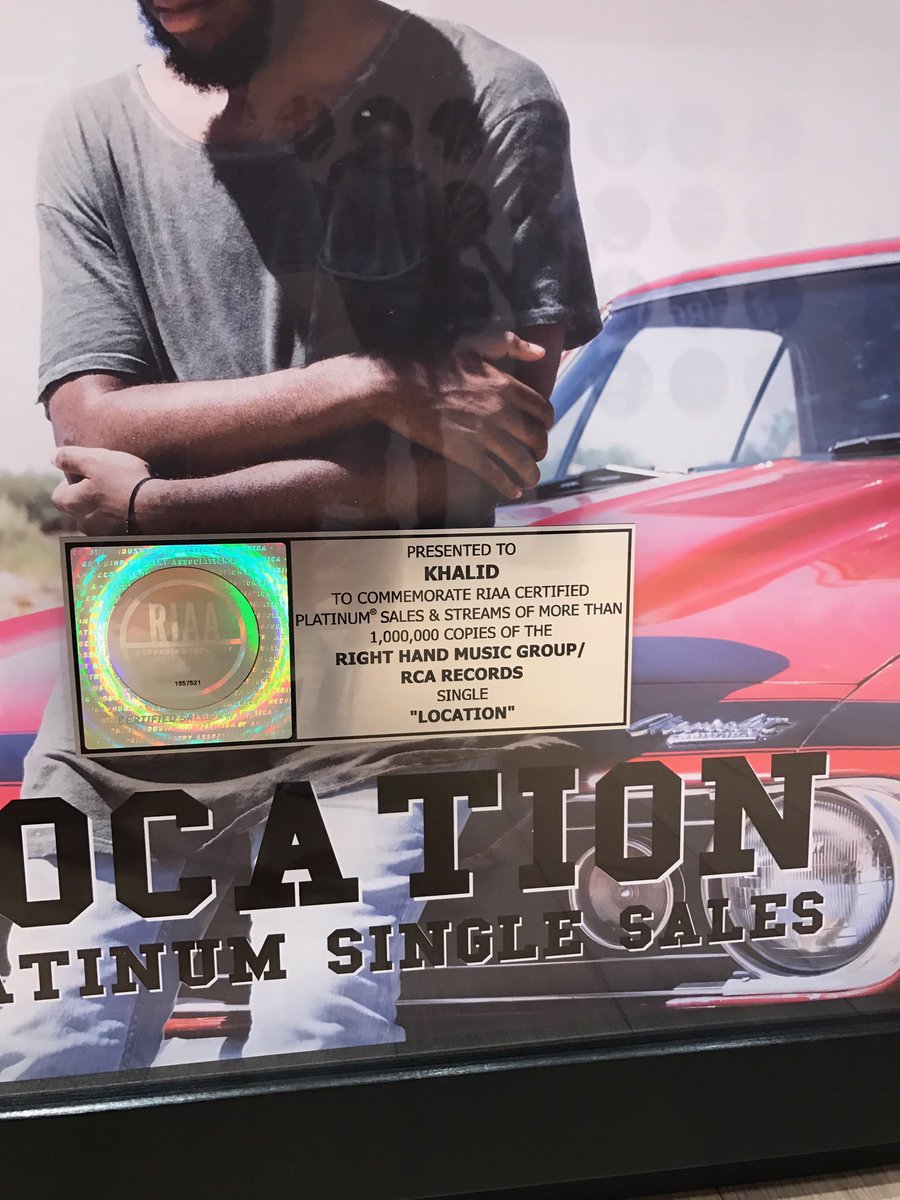 PRESENTED TO
KHALID
TO COMMEMORATE RIAA CERTIFIED
PLATINUM® SALES & STREAMS OF MORE THAN
1,000,000 COPIES OF THE
RIGHT HAND MUSIC GROUP/
RCA RECORDS
SINGLE
"LOCATION"
RIAA
1357521
OCATION
ATINUM SINGLE SALES